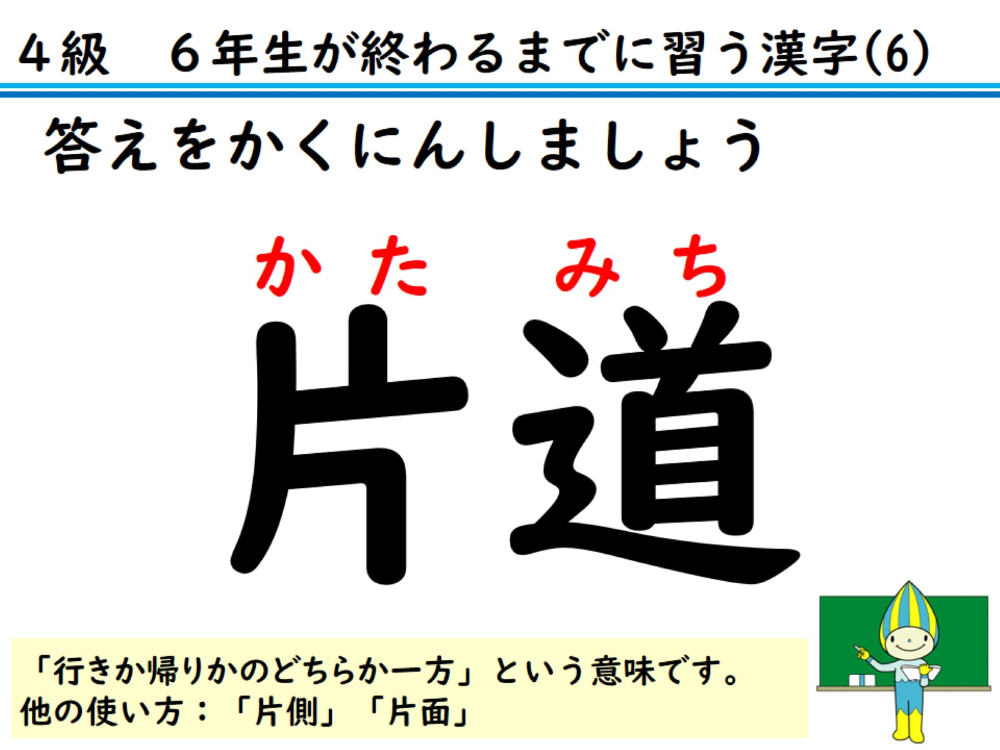 ４級　６年生が終わるまでに習う漢字(6)
答えをかくにんしましょう
かた　みち
片道
「行きか帰りかのどちらか一方」という意味です。
他の使い方：「片側」「片面」